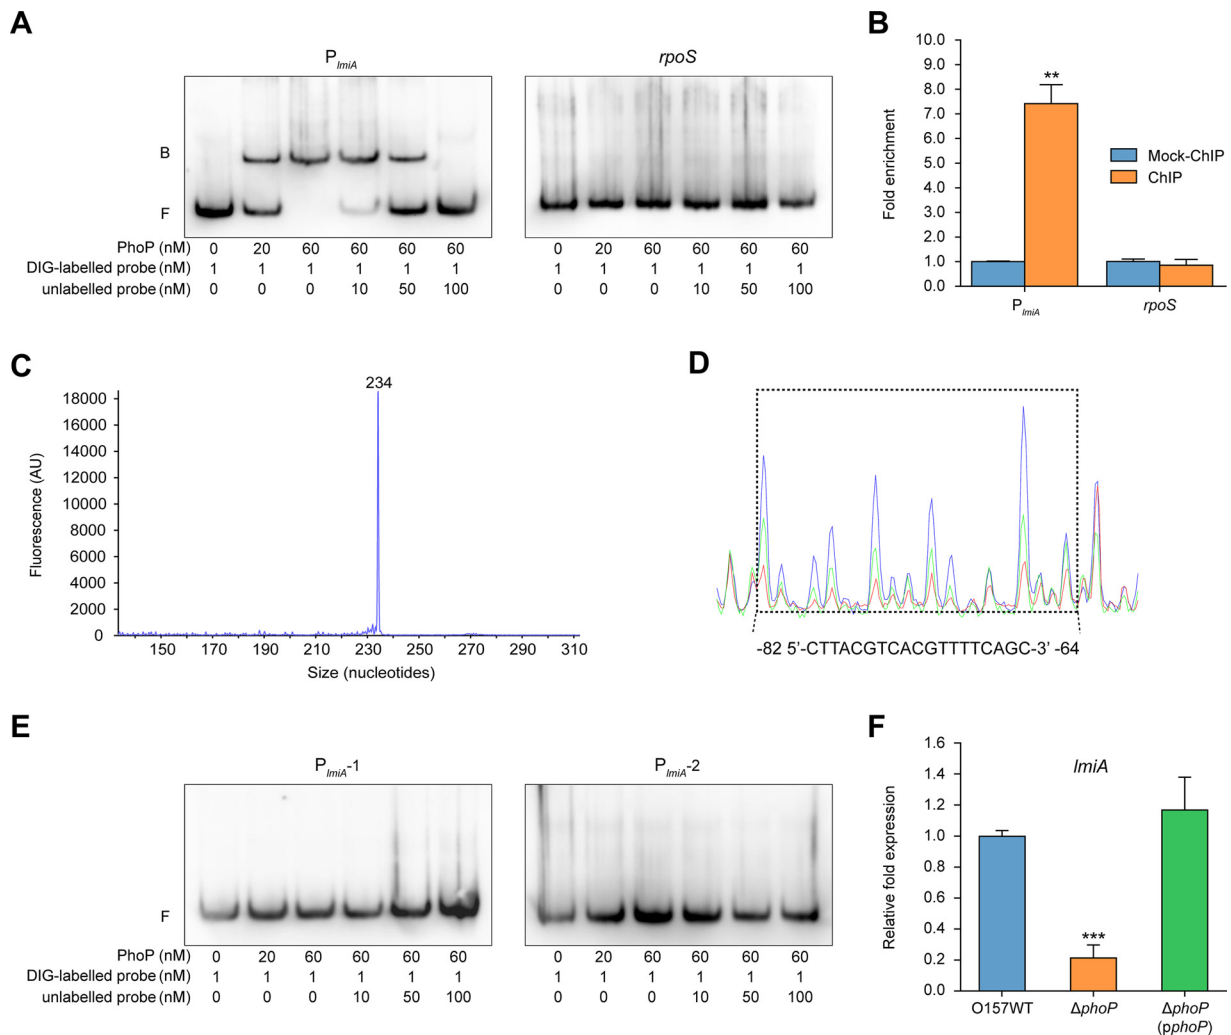 A
P lmiA
rpoS
B
F
PhoP (nM) 0 20 60 60 60 60 0 20 60 60 60 60
DIG-labelled probe (nM) 1 1 1 1 1 1 1 1 1 1 1 1
unlabelled probe (nM) 0 0 0 10 50 100 0 0 0 10 50 100
B
Fold enrichment
10.0
9.0
8.0
7.0
6.0
5.0
4.0
3.0
2.0
1.0
0.0
**
Mock-ChIP
ChIP
P lmiA
rpoS
C
234
Fluorescence (AU)
18000
16000
14000
12000
10000
8000
6000
4000
2000
0
150 170 190 210 230 250 270 290 310
Size (nucleotides)
D
-82 5'-CTTACGTCACGTTTTCAGC-3' -64
E
P lmiA-1
P lmiA-2
F
PhoP (nM) 0 20 60 60 60 60 0 20 60 60 60 60
DIG-labelled probe (nM) 1 1 1 1 1 1 1 1 1 1 1 1
unlabelled probe (nM) 0 0 0 10 50 100 0 0 0 10 50 100
F
lmiA
Relative fold expression
1.6
1.4
1.2
1.0
0.8
0.6
0.4
0.2
0.0
***
O157WT
ΔphoP
ΔphoP
(pphoP)